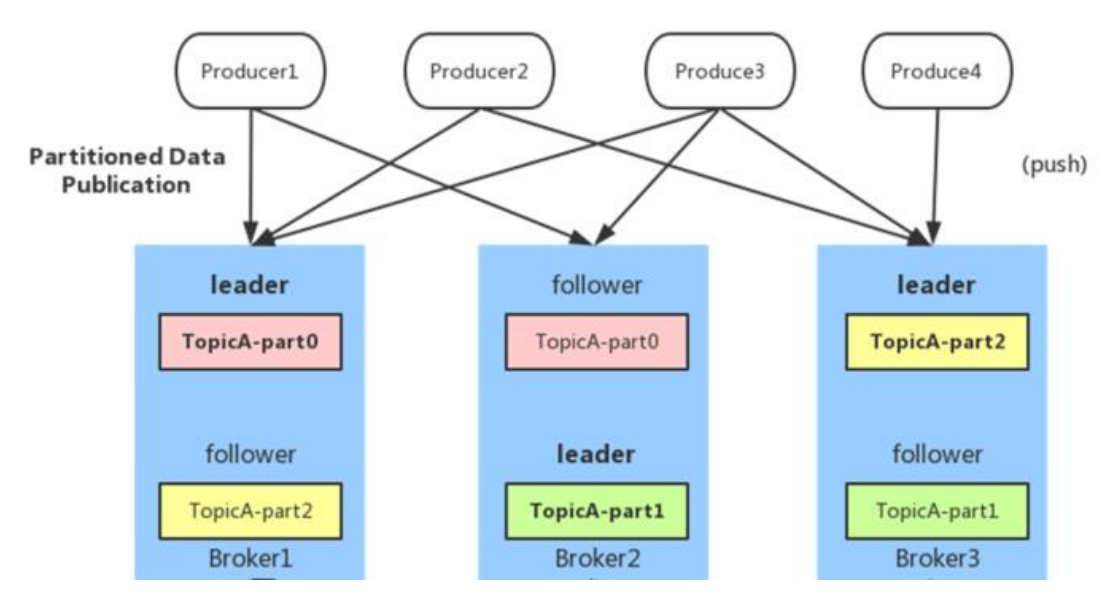 Producer1
Producer2
Produce3
Produce4
Partitioned Data
Publication
(push)
leader
TopicA-part0
follower
TopicA-part2
Broker1
follower
TopicA-part0
leader
TopicA-part1
Broker2
leader
TopicA-part2
follower
TopicA-part1
Broker3